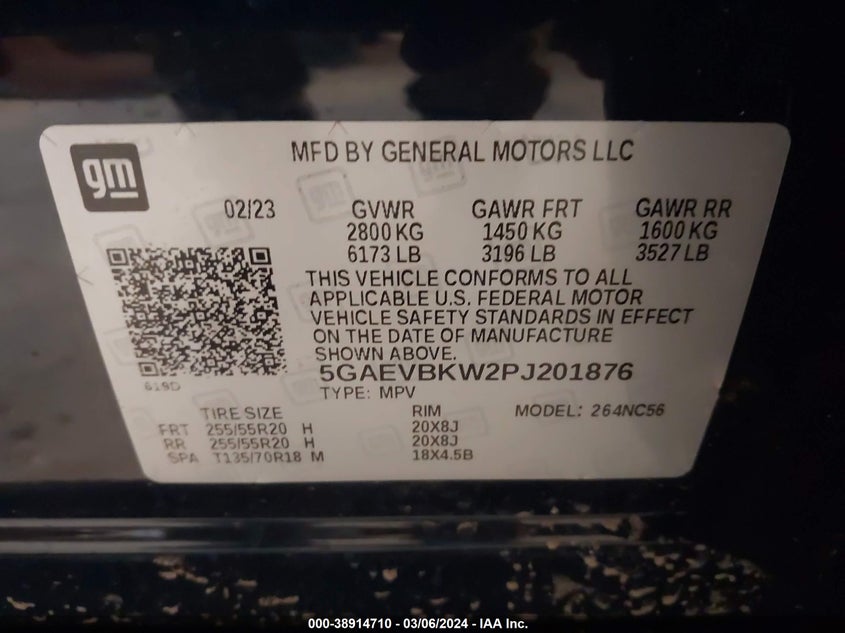 gm
MFD BY GENERAL MOTORS LLC
02/23 GVWR GAWR FRT GAWR RR
2800 KG 1450 KG 1600 KG
6173 LB 3196 LB 3527 LB
THIS VEHICLE CONFORMS TO ALL
APPLICABLE U.S. FEDERAL MOTOR
VEHICLE SAFETY STANDARDS IN EFFECT
ON THE DATE OF MANUFACTURE
SHOWN ABOVE.
5GAEVBKW2PJ201876
619D
TYPE: MPV
TIRE SIZE RIM MODEL: 264NC56
FRT 255/55R20 H 20X8J
RR 255/55R20 H 20X8J
SPA T135/70R18 M 18X4.5B
000-38914710 - 03/06/2024 - IAA Inc.